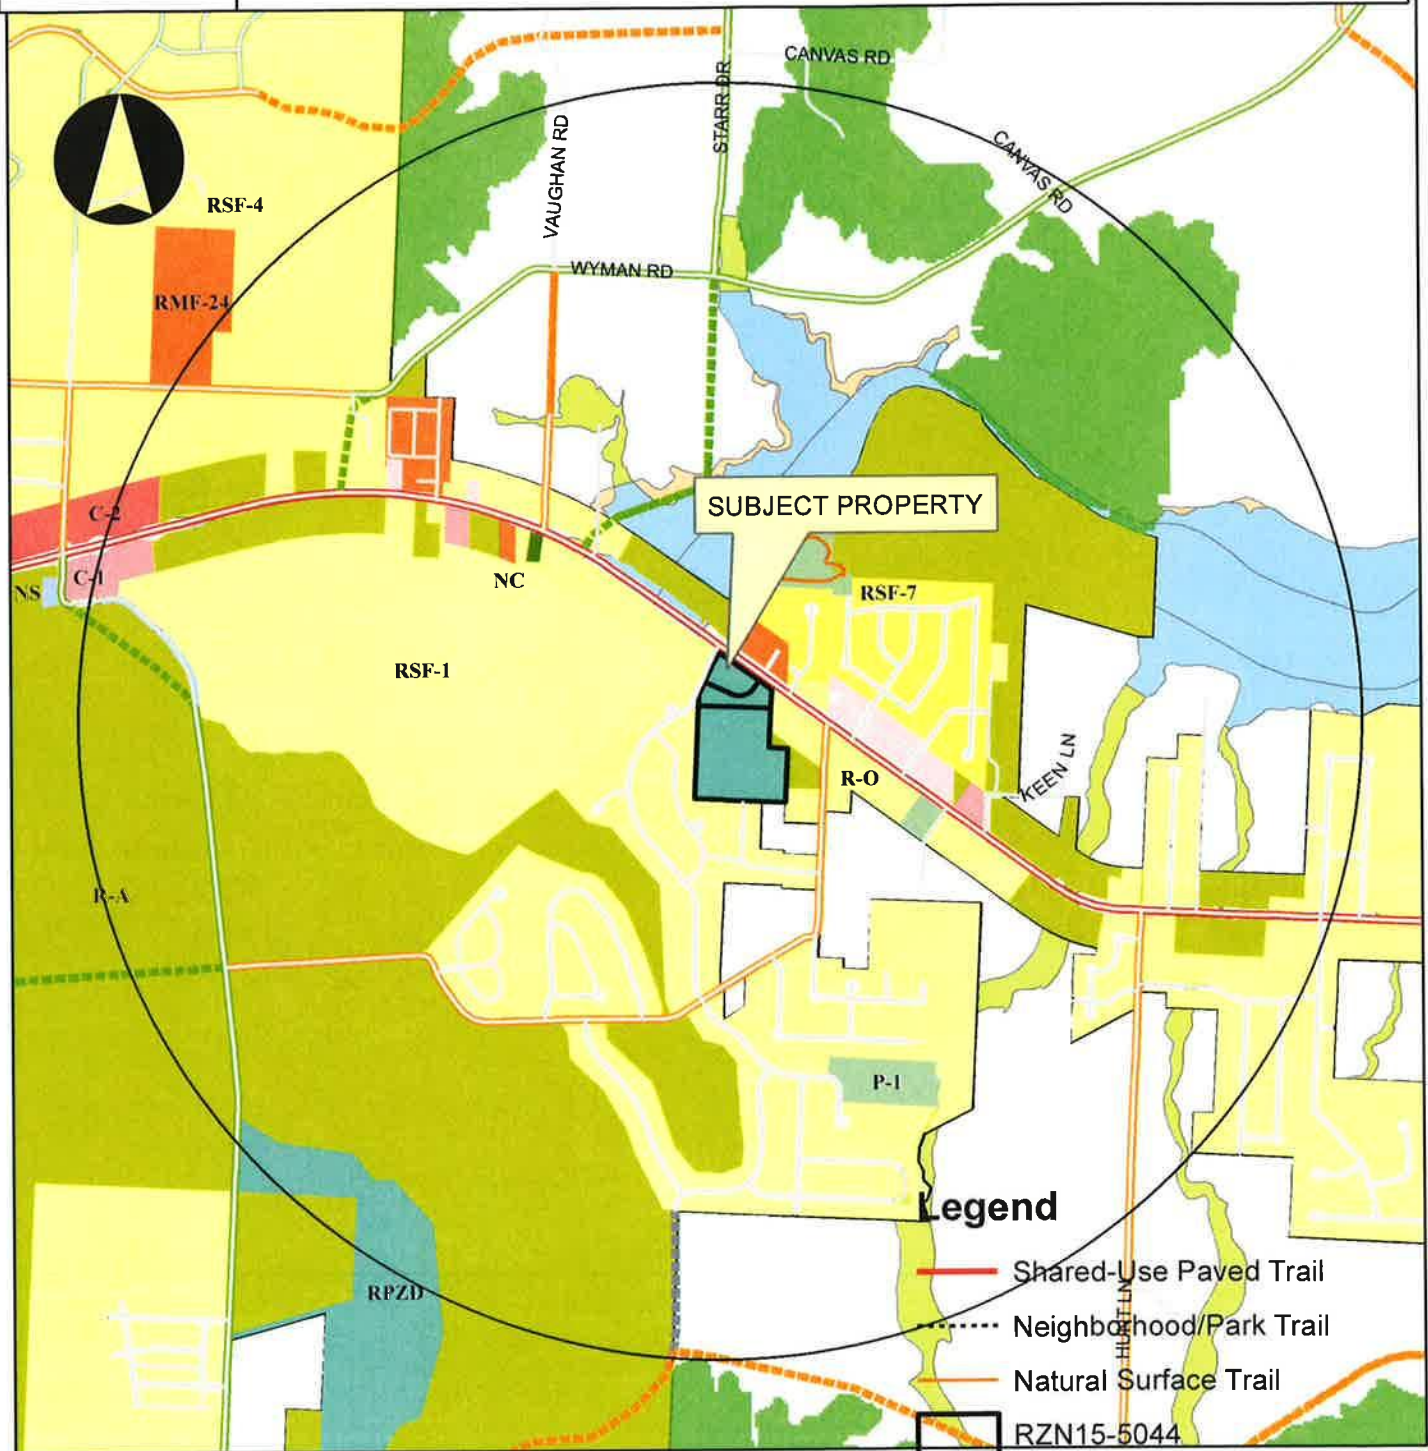 CANVAS RD
STARR DR
VAUGHAN RD
CANVAS RD
RSF-4
WYMAN RD
RMF-24
SUBJECT PROPERTY
C-2
C-1
NS
NC
RSF-7
RSF-1
KEEN LN
R-O
R-A
P-1
RPZD
HUNT LN
Legend
Shared-Use Paved Trail
Neighborhood/Park Trail
Natural Surface Trail
RZN15-5044